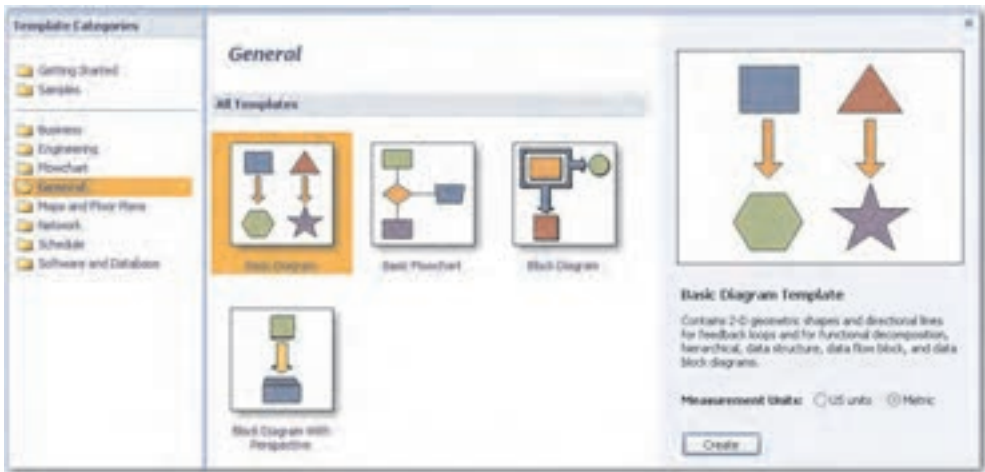 Template Categories
Getting Started
Samples
Business
Engineering
Flowchart
General
Maps and Floor Plans
Network
Schedule
Software and Database
General
All Templates
Basic Diagram
Basic Flowchart
Block Diagram
Block Diagram With
Perspective
Basic Diagram Template
Contains 2-D geometric shapes and directional lines
for feedback loops and for functional decomposition,
hierarchical, data structure, data flow block, and data
block diagrams.
Measurement Units: US units Metric
Create